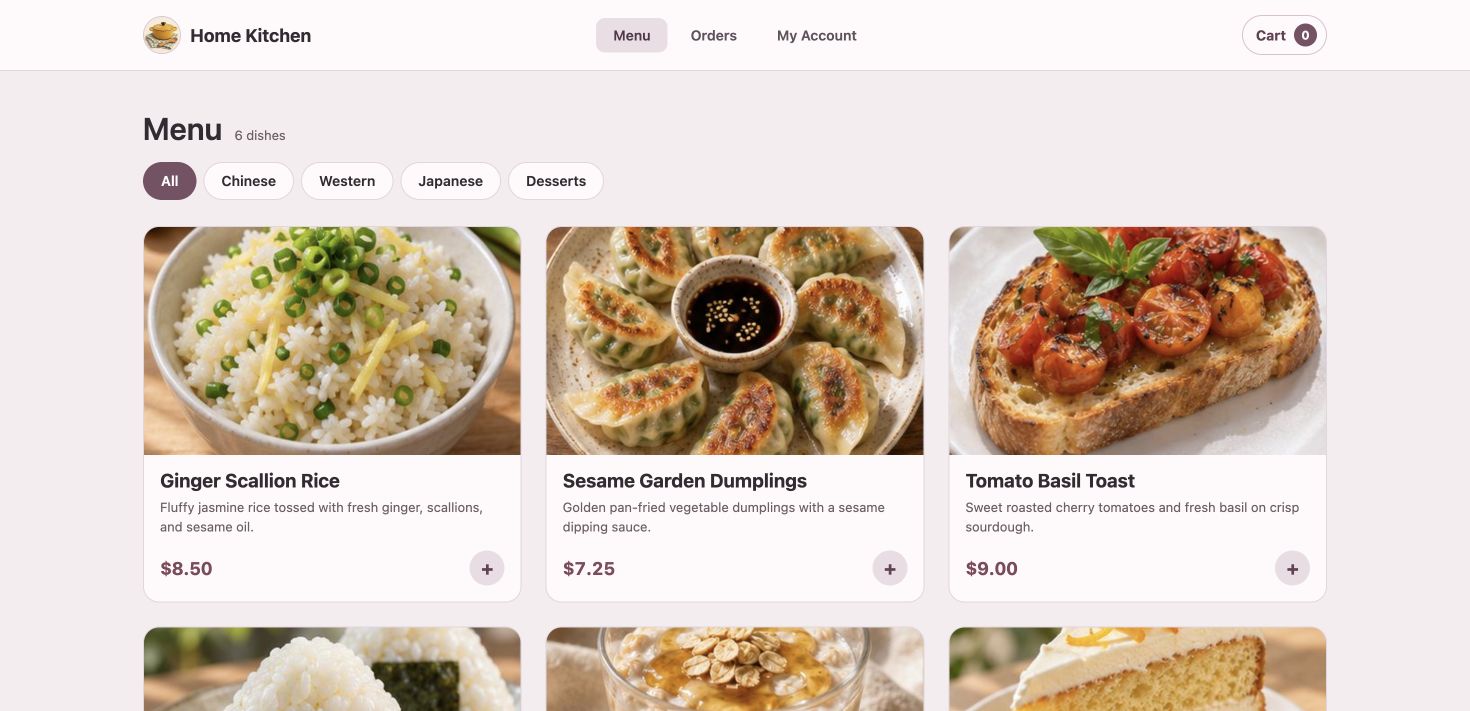 Home Kitchen
Menu
Orders
My Account
Cart 0
Menu 6 dishes
All
Chinese
Western
Japanese
Desserts
Ginger Scallion Rice
Fluffy jasmine rice tossed with fresh ginger, scallions,
and sesame oil.
$8.50
+
Sesame Garden Dumplings
Golden pan-fried vegetable dumplings with a sesame
dipping sauce.
$7.25
+
Tomato Basil Toast
Sweet roasted cherry tomatoes and fresh basil on crisp
sourdough.
$9.00
+